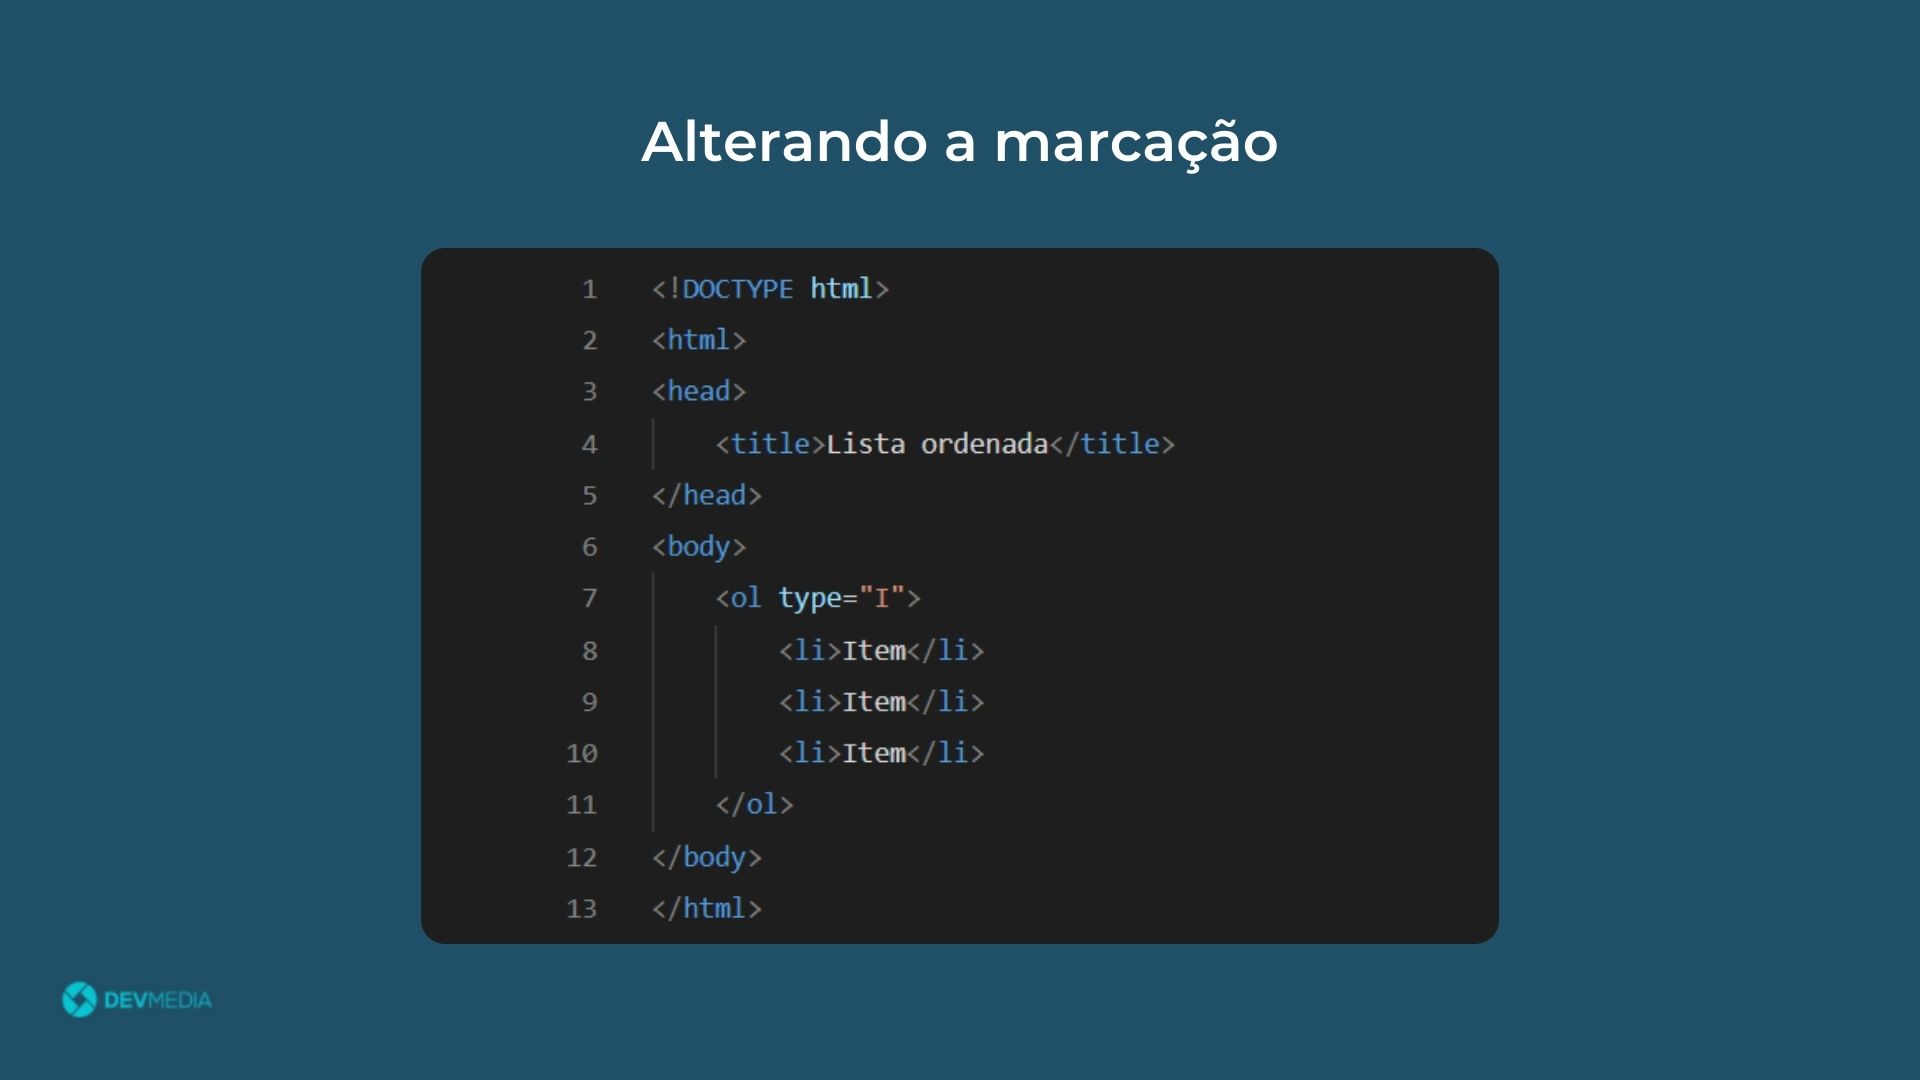 Alterando a marcação
1 <!DOCTYPE html>
2 <html>
3 <head>
4 <title>Lista ordenada</title>
5 </head>
6 <body>
7 <ol type="I">
8 <li>Item</li>
9 <li>Item</li>
10 <li>Item</li>
11 </ol>
12 </body>
13 </html>
DEVMEDIA